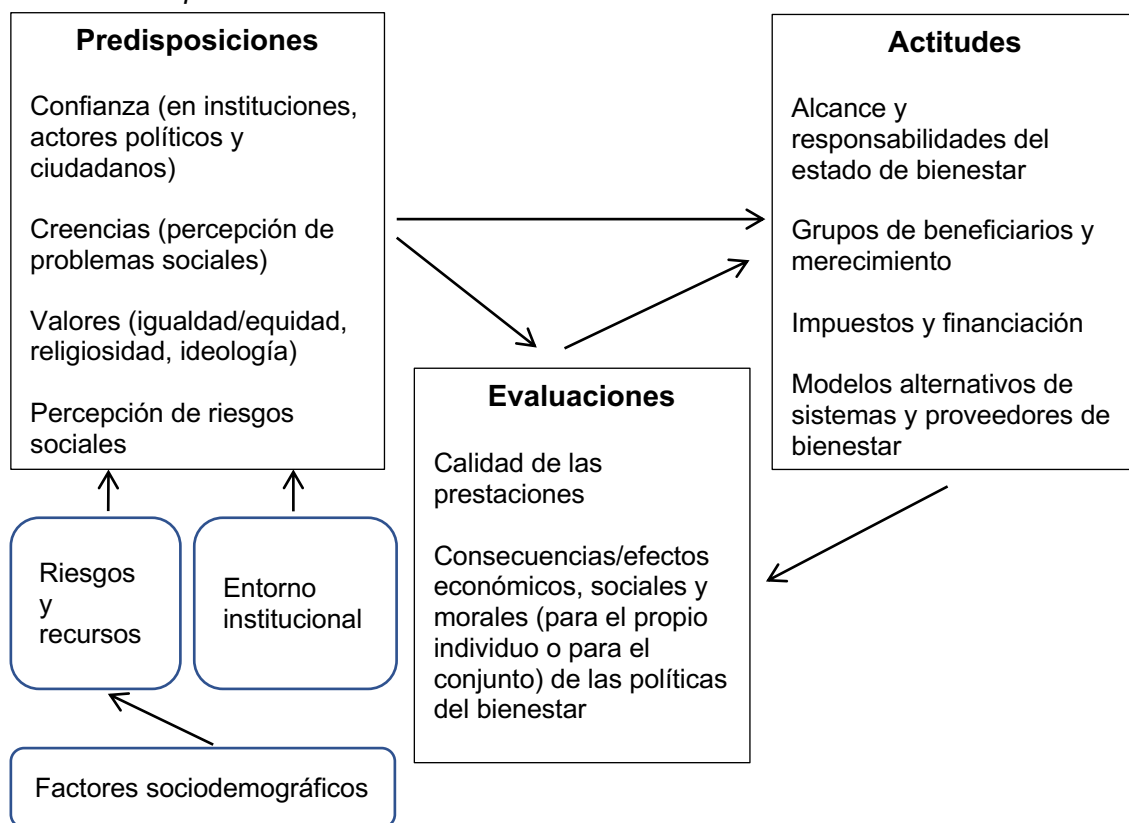 Predisposiciones
Confianza (en instituciones,
actores políticos y
ciudadanos)
Creencias (percepción de
problemas sociales)
Valores (igualdad/equidad,
religiosidad, ideología)
Percepción de riesgos
sociales
Actitudes
Alcance y
responsabilidades del
estado de bienestar
Grupos de beneficiarios y
merecimiento
Impuestos y financiación
Modelos alternativos de
sistemas y proveedores de
bienestar
Evaluaciones
Calidad de las
prestaciones
Consecuencias/efectos
económicos, sociales y
morales (para el propio
individuo o para el
conjunto) de las políticas
del bienestar
Riesgos
y
recursos
Entorno
institucional
Factores sociodemográficos